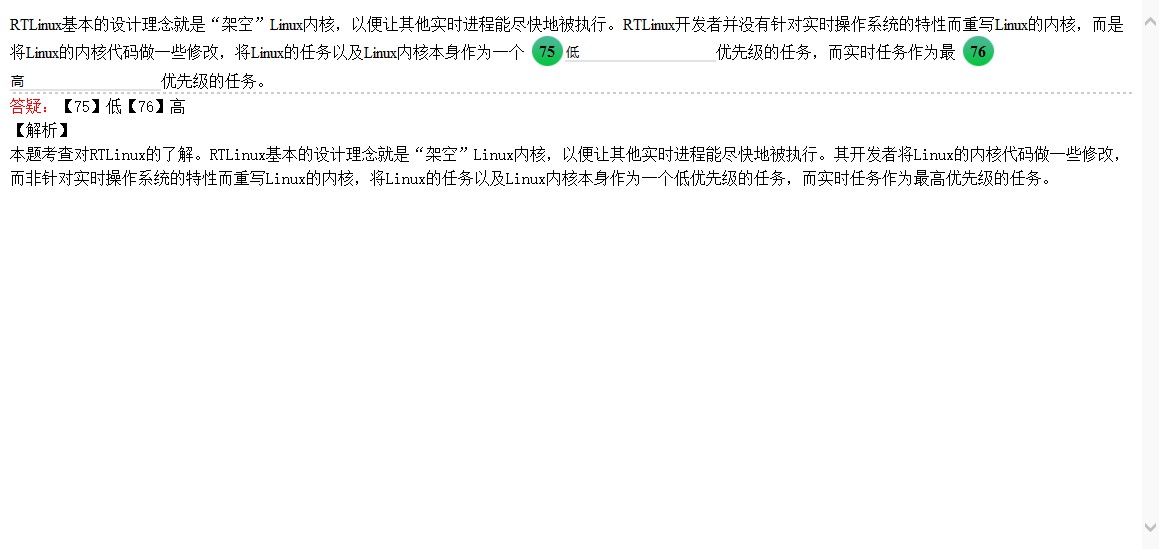 RTLinux基本的设计理念就是“架空”Linux内核，以便让其他实时进程能尽快地被执行。RTLinux开发者并没有针对实时操作系统的特性而重写Linux的内核，而是
将Linux的内核代码做一些修改，将Linux的任务以及Linux内核本身作为一个 75 低 优先级的任务，而实时任务作为最 76
高 优先级的任务。
答疑：【75】低【76】高
【解析】
本题考查对RTLinux的了解。RTLinux基本的设计理念就是“架空”Linux内核，以便让其他实时进程能尽快地被执行。其开发者将Linux的内核代码做一些修改，
而非针对实时操作系统的特性而重写Linux的内核，将Linux的任务以及Linux内核本身作为一个低优先级的任务，而实时任务作为最高优先级的任务。